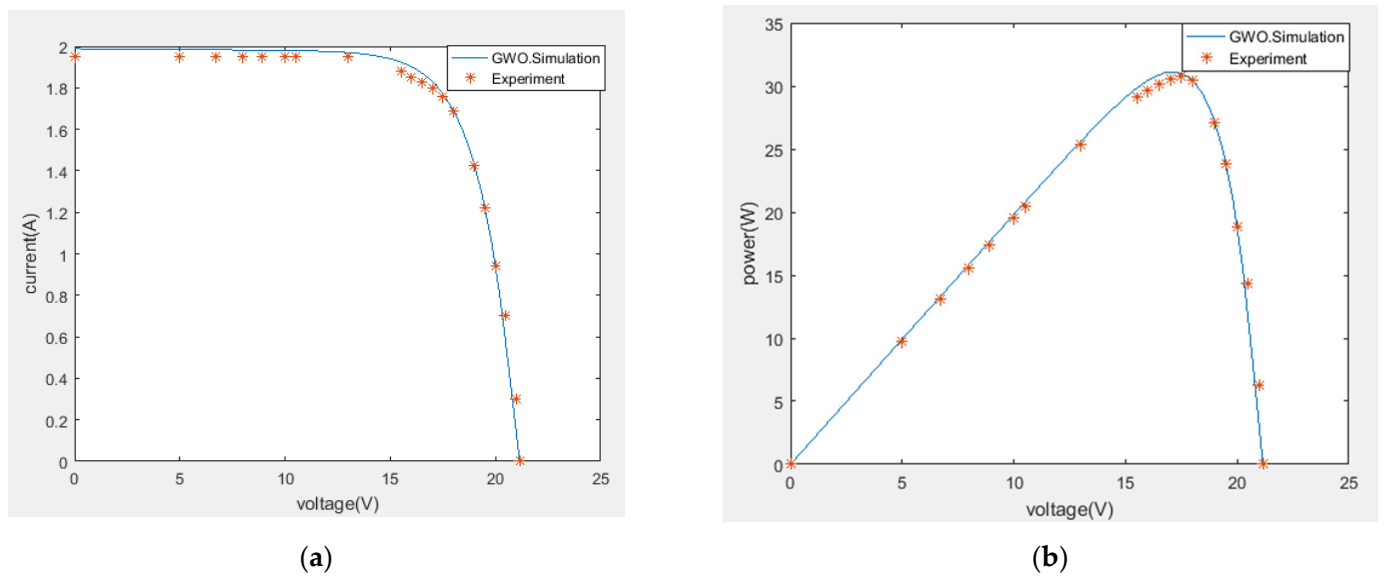 2
1.8
1.6
1.4
1.2
1
0.8
0.6
0.4
0.2
0
current(A)
0 5 10 15 20 25
voltage(V)
GWO.Simulation
Experiment
(a)
35
30
25
20
15
10
5
0
power(W)
0 5 10 15 20 25
voltage(V)
GWO.Simulation
Experiment
(b)